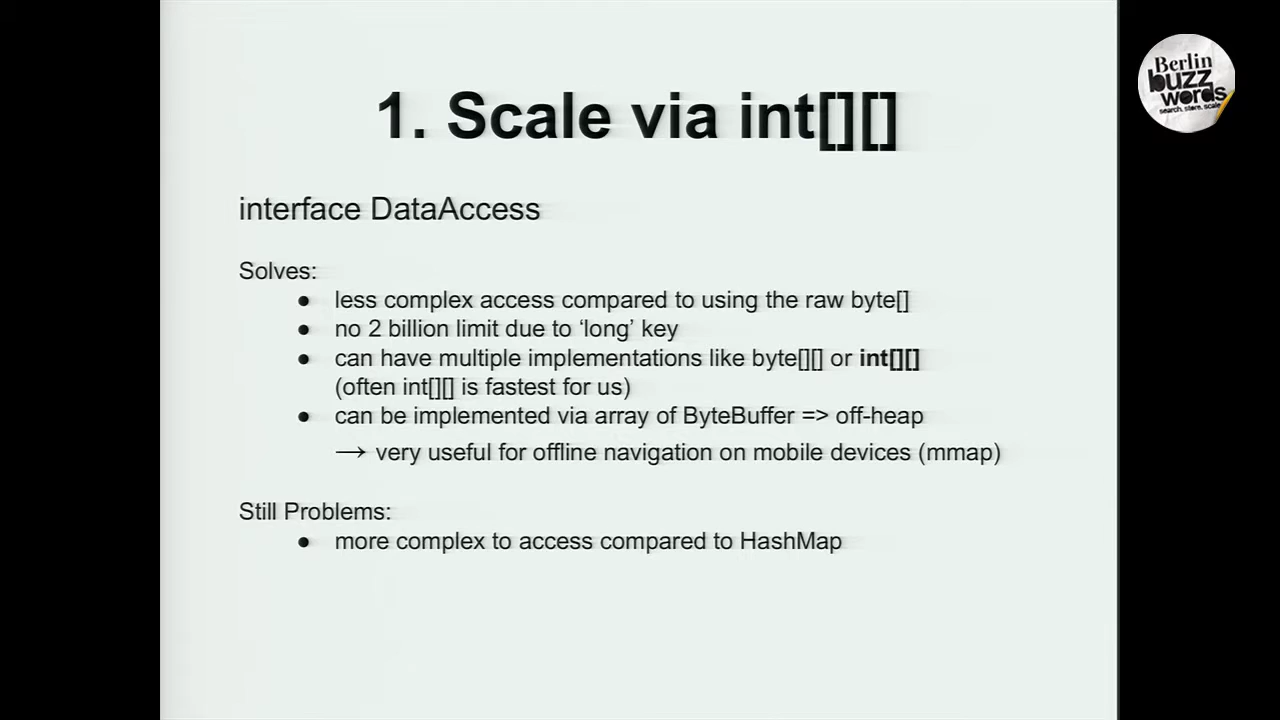 1. Scale via int[][]
Berlin
buzz
words
search. store. scale
interface DataAccess
Solves:
● less complex access compared to using the raw byte[]
● no 2 billion limit due to ‘long’ key
● can have multiple implementations like byte[][] or int[][]
(often int[][] is fastest for us)
● can be implemented via array of ByteBuffer => off-heap
→ very useful for offline navigation on mobile devices (mmap)
Still Problems:
● more complex to access compared to HashMap